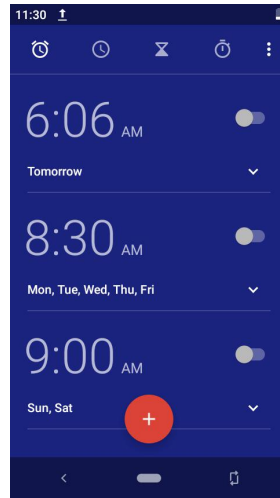 11:30
6:06 AM
Tomorrow
8:30 AM
Mon, Tue, Wed, Thu, Fri
9:00 AM
Sun, Sat